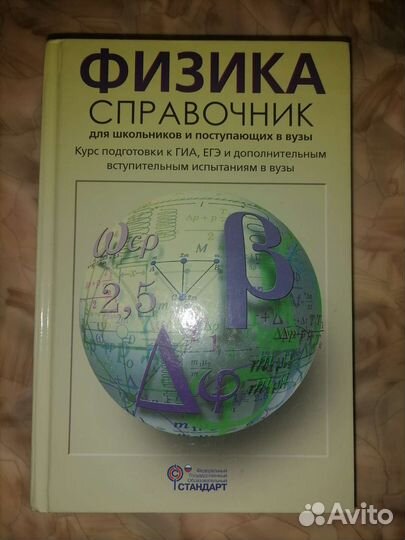 ФИЗИКА
СПРАВОЧНИК
для школьников и поступающих в вузы
Курс подготовки к ГИА, ЕГЭ и дополнительным
вступительным испытаниям в вузы
ωср
M
2,5
β
Δφ
Федеральный
Государственный
Образовательный
СТАНДАРТ
Avito